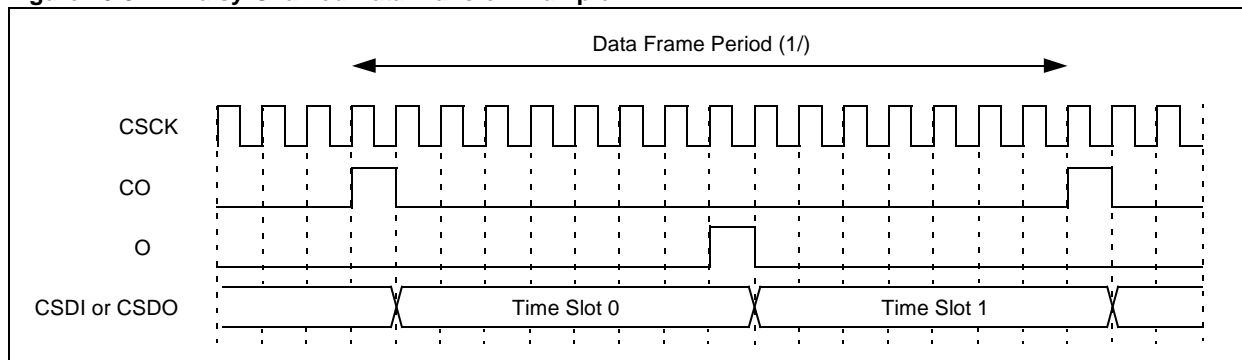 Data Frame Period (1/)
CSCK
CO
O
CSDI or CSDO
Time Slot 0
Time Slot 1